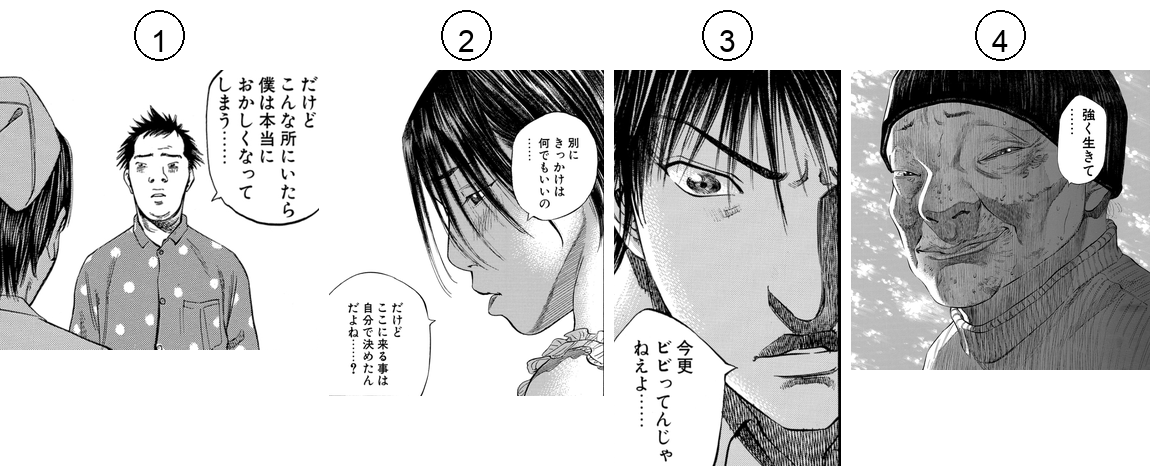 1
だけど
こんな所にいたら
僕は本当に
おかしくなって
しまう……
2
別に
きっかけは
何でもいいの
……
だけど
ここに来る事は
自分で決めたん
だよね……?
3
今更
ビビってんじゃ
ねえよ……
4
強く生きて
……